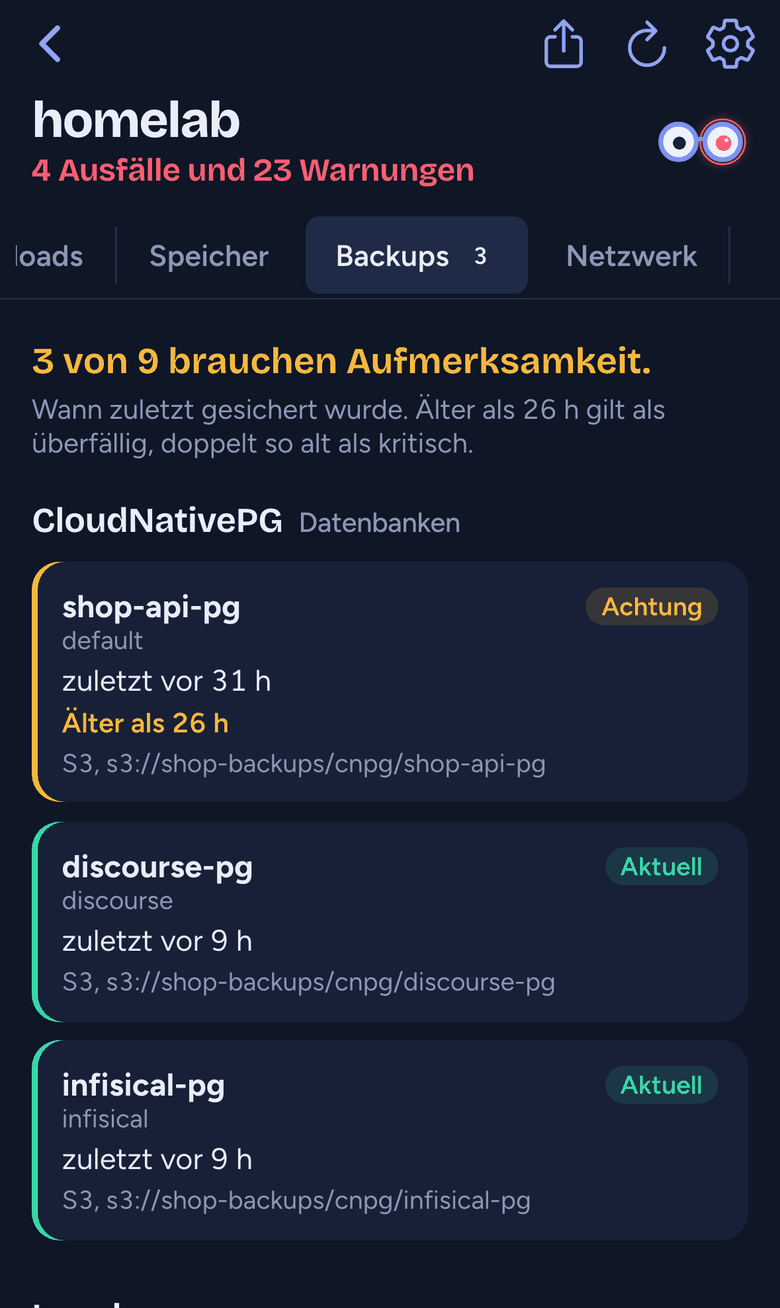 homelab
4 Ausfälle und 23 Warnungen
loads
Speicher
Backups 3
Netzwerk
3 von 9 brauchen Aufmerksamkeit.
Wann zuletzt gesichert wurde. Älter als 26 h gilt als
überfällig, doppelt so alt als kritisch.
CloudNativePG Datenbanken
shop-api-pg
Achtung
default
zuletzt vor 31 h
Älter als 26 h
S3, s3://shop-backups/cnpg/shop-api-pg
discourse-pg
Aktuell
discourse
zuletzt vor 9 h
S3, s3://shop-backups/cnpg/discourse-pg
infisical-pg
Aktuell
infisical
zuletzt vor 9 h
S3, s3://shop-backups/cnpg/infisical-pg